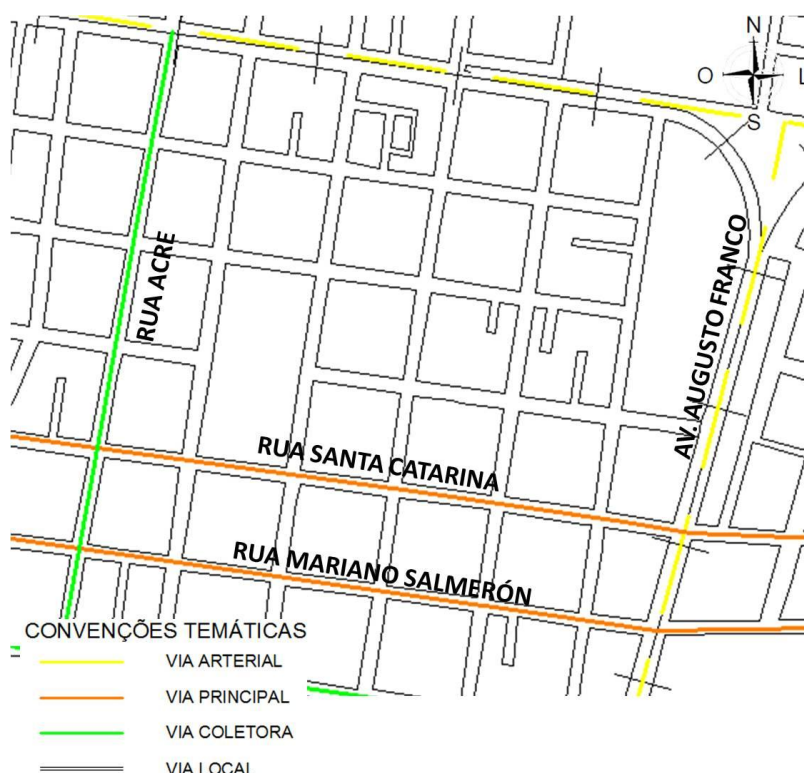 N
O L
S
RUA ACRE
AV. AUGUSTO FRANCO
RUA SANTA CATARINA
RUA MARIANO SALMERÓN
CONVENÇÕES TEMÁTICAS
VIA ARTERIAL
VIA PRINCIPAL
VIA COLETORA
VIA LOCAL